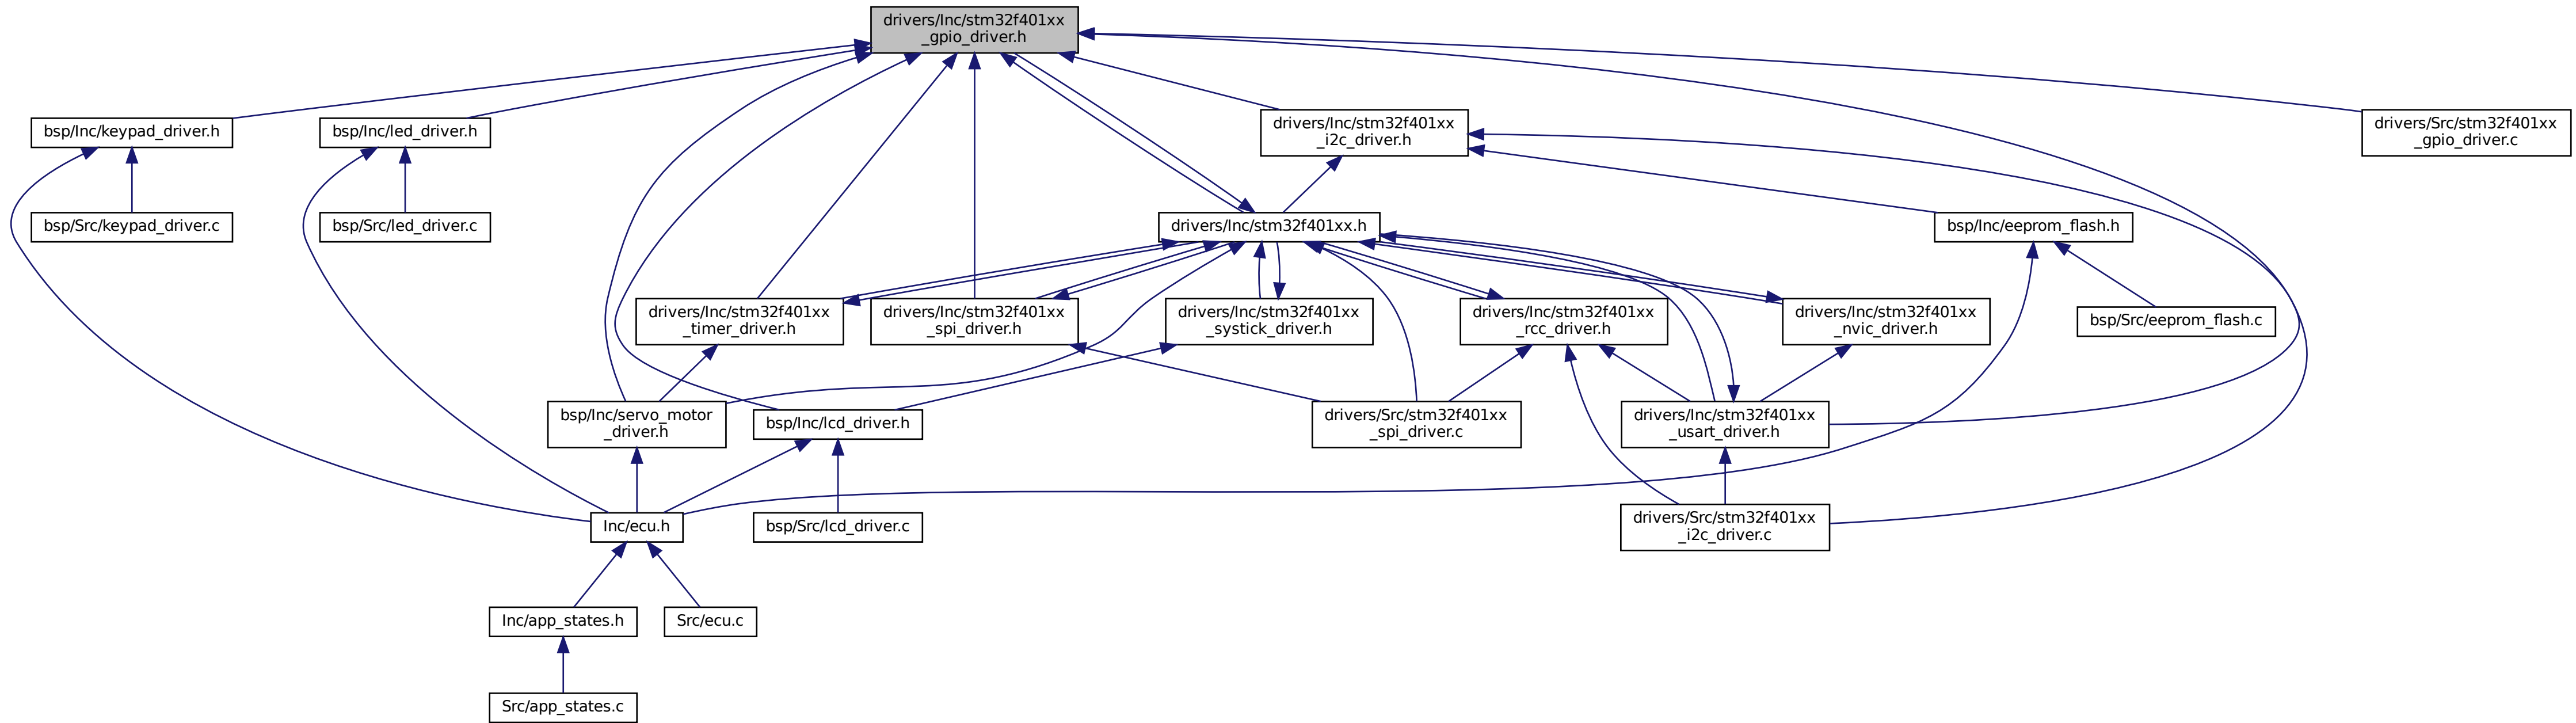 drivers/Inc/stm32f401xx
_gpio_driver.h
bsp/Inc/keypad_driver.h
bsp/Inc/led_driver.h
drivers/Inc/stm32f401xx
_i2c_driver.h
drivers/Src/stm32f401xx
_gpio_driver.c
bsp/Src/keypad_driver.c
bsp/Src/led_driver.c
drivers/Inc/stm32f401xx.h
bsp/Inc/eeprom_flash.h
drivers/Inc/stm32f401xx
_timer_driver.h
drivers/Inc/stm32f401xx
_spi_driver.h
drivers/Inc/stm32f401xx
_systick_driver.h
drivers/Inc/stm32f401xx
_rcc_driver.h
drivers/Inc/stm32f401xx
_nvic_driver.h
bsp/Src/eeprom_flash.c
bsp/Inc/servo_motor
_driver.h
bsp/Inc/lcd_driver.h
drivers/Src/stm32f401xx
_spi_driver.c
drivers/Inc/stm32f401xx
_usart_driver.h
Inc/ecu.h
bsp/Src/lcd_driver.c
drivers/Src/stm32f401xx
_i2c_driver.c
Inc/app_states.h
Src/ecu.c
Src/app_states.c